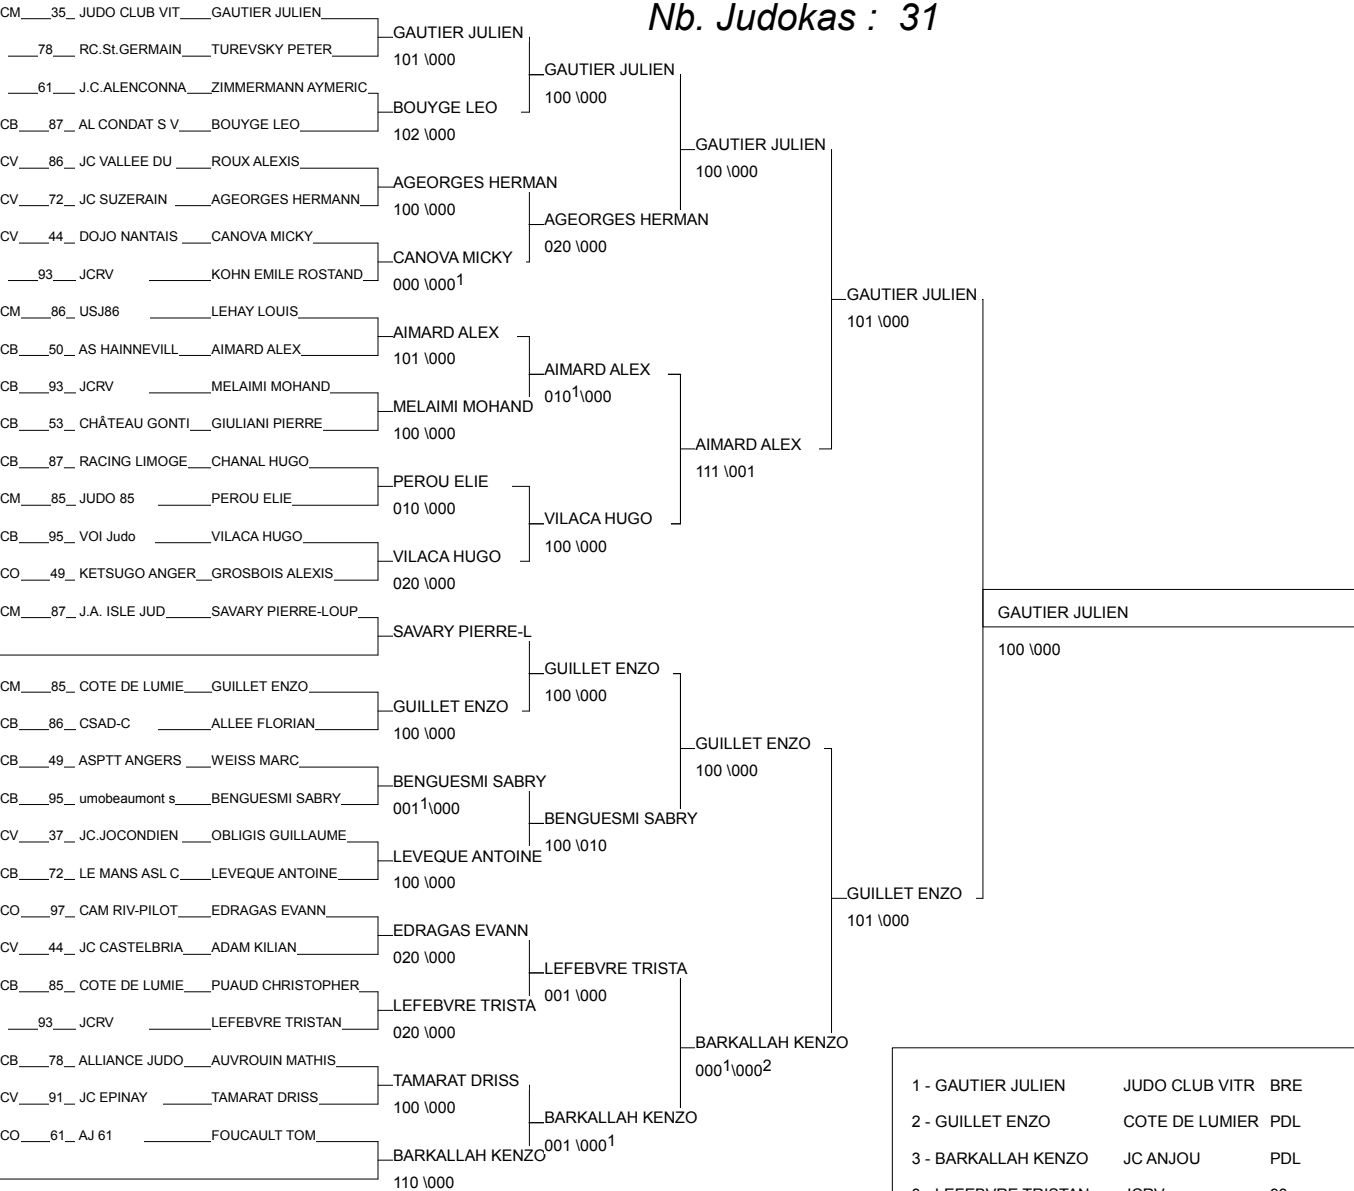 Nb. Judokas : 31
CM 35 JUDO CLUB VIT GAUTIER JULIEN
78 RC.St.GERMAIN TUREVSKY PETER
61 J.C.ALENCONNA ZIMMERMANN AYMERIC
CB 87 AL CONDAT S V BOUYGE LEO
CV 86 JC VALLEE DU ROUX ALEXIS
CV 72 JC SUZERAIN AGEORGES HERMANN
CV 44 DOJO NANTAIS CANOVA MICKY
93 JCRV KOHN EMILE ROSTAND
CM 86 USJ86 LEHAY LOUIS
CB 50 AS HAINNEVILL AIMARD ALEX
CB 93 JCRV MELAIMI MOHAND
CB 53 CHÂTEAU GONTI GIULIANI PIERRE
CB 87 RACING LIMOGE CHANAL HUGO
CM 85 JUDO 85 PEROU ELIE
CB 95 VOI Judo VILACA HUGO
CO 49 KETSUGO ANGER GROSBOIS ALEXIS
CM 87 J.A. ISLE JUD SAVARY PIERRE-LOUP
CM 85 COTE DE LUMIE GUILLET ENZO
CB 86 CSAD-C ALLEE FLORIAN
CB 49 ASPTT ANGERS WEISS MARC
CB 95 umobeaumont s BENGUESMI SABRY
CV 37 JC.JOCONDIEN OBLIGIS GUILLAUME
CB 72 LE MANS ASL C LEVEQUE ANTOINE
CO 97 CAM RIV-PILOT EDRAGAS EVANN
CV 44 JC CASTELBRIA ADAM KILIAN
CB 85 COTE DE LUMIE PUAUD CHRISTOPHER
93 JCRV LEFEBVRE TRISTAN
CB 78 ALLIANCE JUDO AUVROUIN MATHIS
CV 91 JC EPINAY TAMARAT DRISS
CO 61 AJ 61 FOUCAULT TOM
GAUTIER JULIEN
101 \000
BOUYGE LEO
102 \000
AGEORGES HERMAN
100 \000
CANOVA MICKY
000 \000¹
AIMARD ALEX
101 \000
MELAIMI MOHAND
100 \000
PEROU ELIE
010 \000
VILACA HUGO
020 \000
SAVARY PIERRE-L
GUILLET ENZO
100 \000
BENGUESMI SABRY
001¹\000
LEVEQUE ANTOINE
100 \000
EDRAGAS EVANN
020 \000
LEFEBVRE TRISTA
020 \000
TAMARAT DRISS
100 \000
BARKALLAH KENZO
110 \000
GAUTIER JULIEN
100 \000
AGEORGES HERMAN
020 \000
AIMARD ALEX
010¹\000
VILACA HUGO
100 \000
GUILLET ENZO
100 \000
BENGUESMI SABRY
100 \010
LEFEBVRE TRISTA
001 \000
BARKALLAH KENZO
001 \000¹
GAUTIER JULIEN
100 \000
AIMARD ALEX
111 \001
GUILLET ENZO
100 \000
BARKALLAH KENZO
000¹\000²
GAUTIER JULIEN
101 \000
GUILLET ENZO
101 \000
GAUTIER JULIEN
100 \000
1 - GAUTIER JULIEN JUDO CLUB VITR BRE
2 - GUILLET ENZO COTE DE LUMIER PDL
3 - BARKALLAH KENZO JC ANJOU PDL